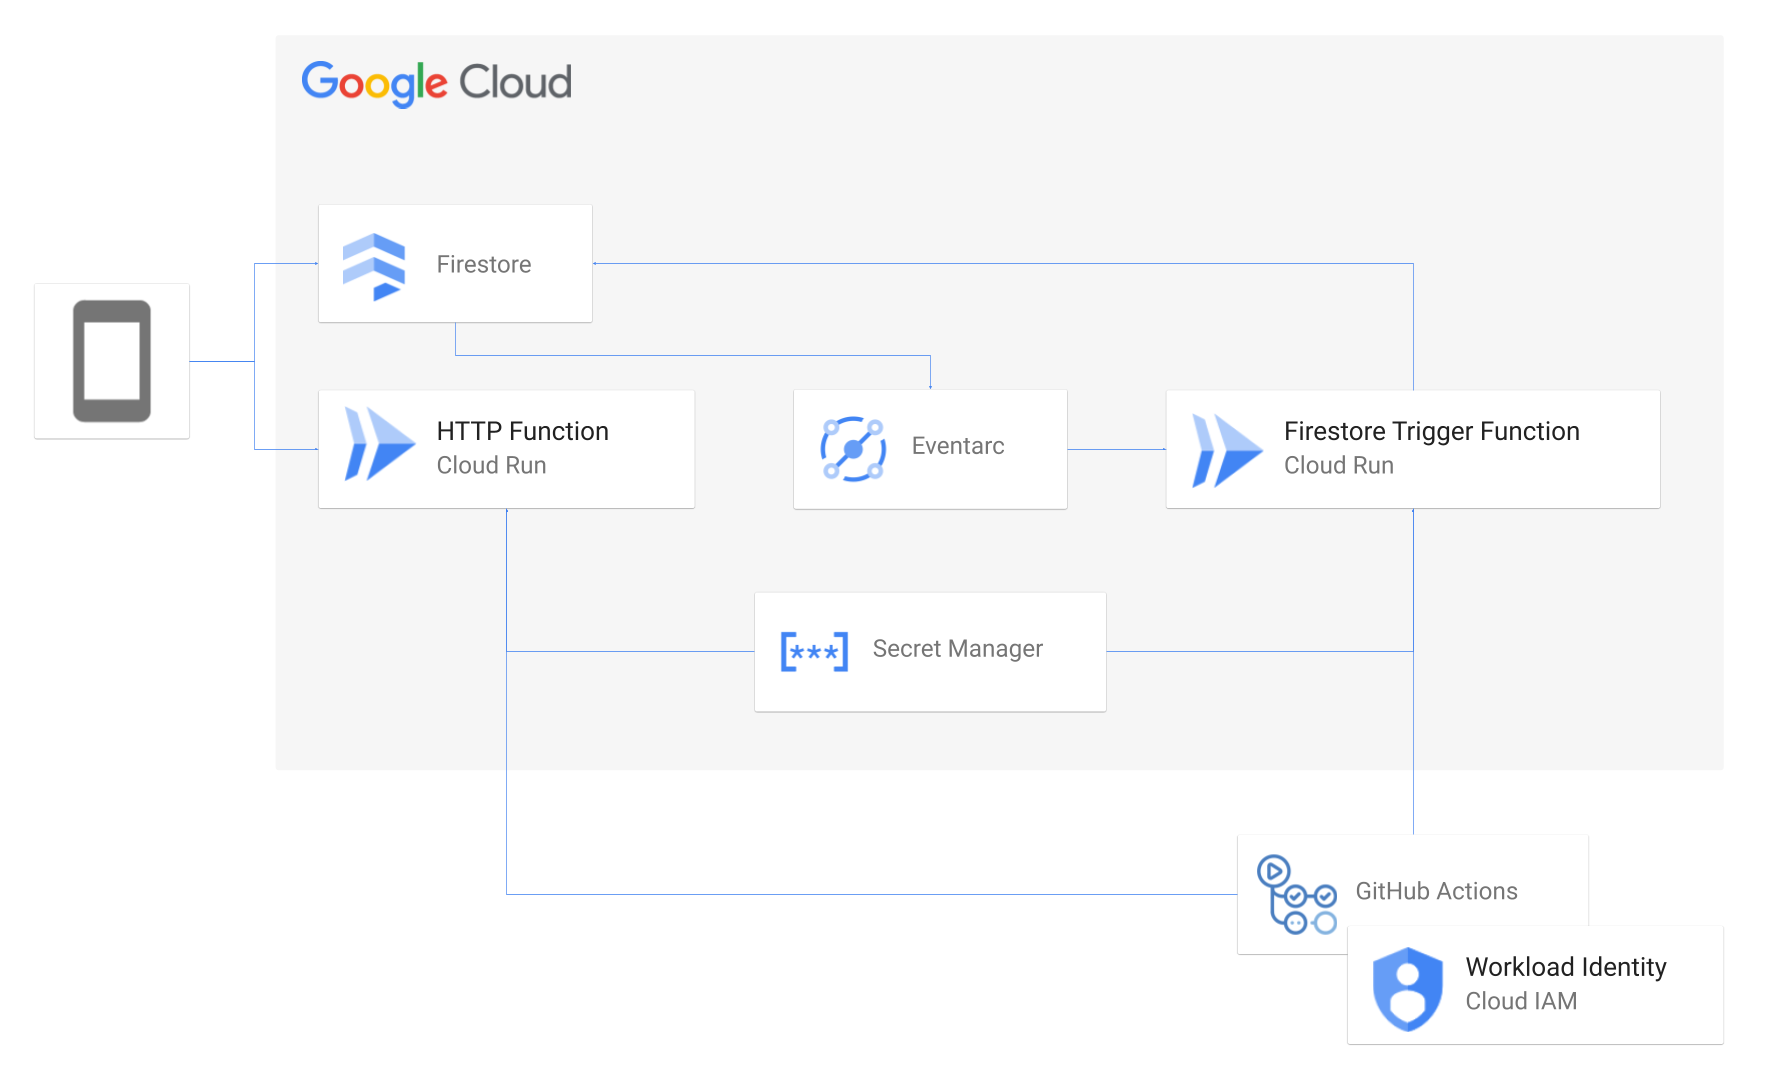 Google Cloud
Firestore
HTTP Function
Cloud Run
Eventarc
Firestore Trigger Function
Cloud Run
[***]
Secret Manager
GitHub Actions
Workload Identity
Cloud IAM